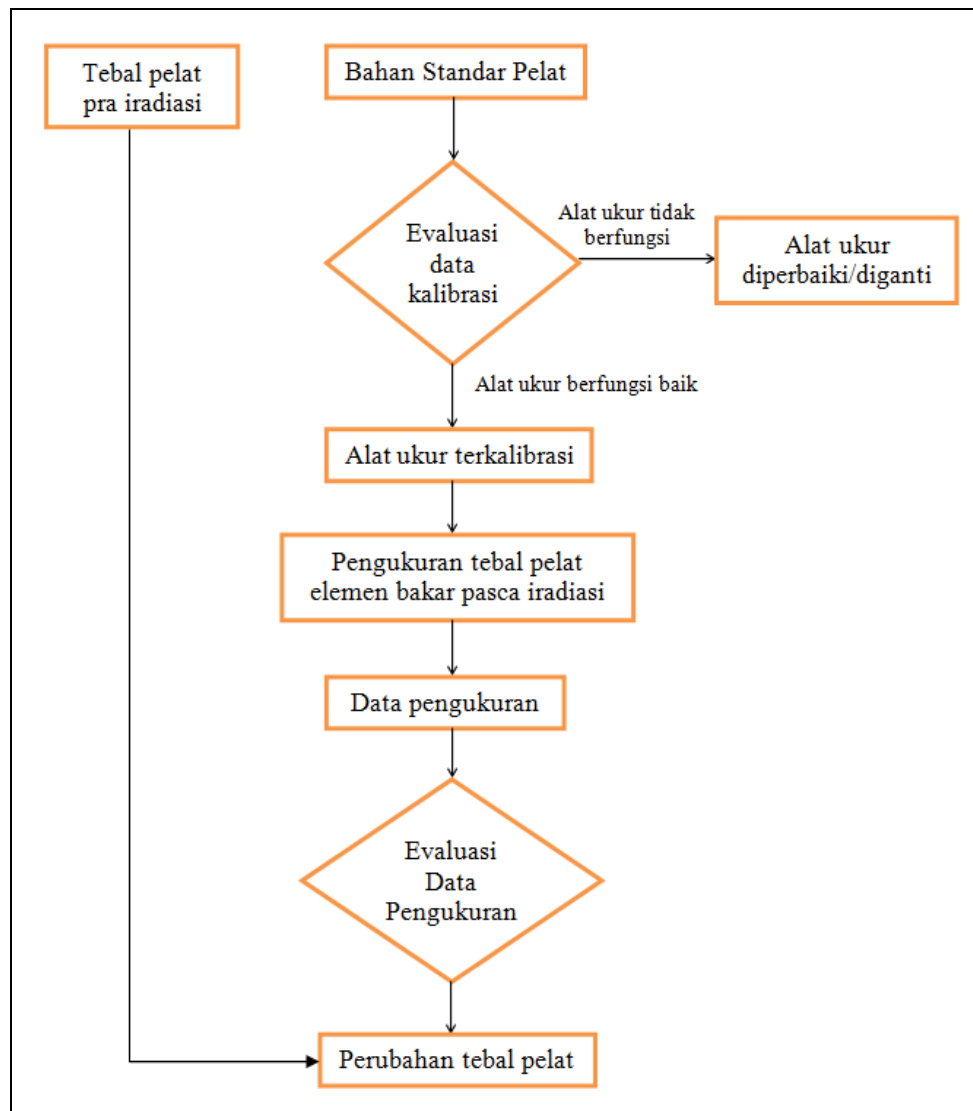 Tebal pelat
pra iradiasi
Bahan Standar Pelat
Evaluasi
data
kalibrasi
Alat ukur tidak
berfungsi
Alat ukur
diperbaiki/diganti
Alat ukur berfungsi baik
Alat ukur terkalibrasi
Pengukuran tebal pelat
elemen bakar pasca iradiasi
Data pengukuran
Evaluasi
Data
Pengukuran
Perubahan tebal pelat